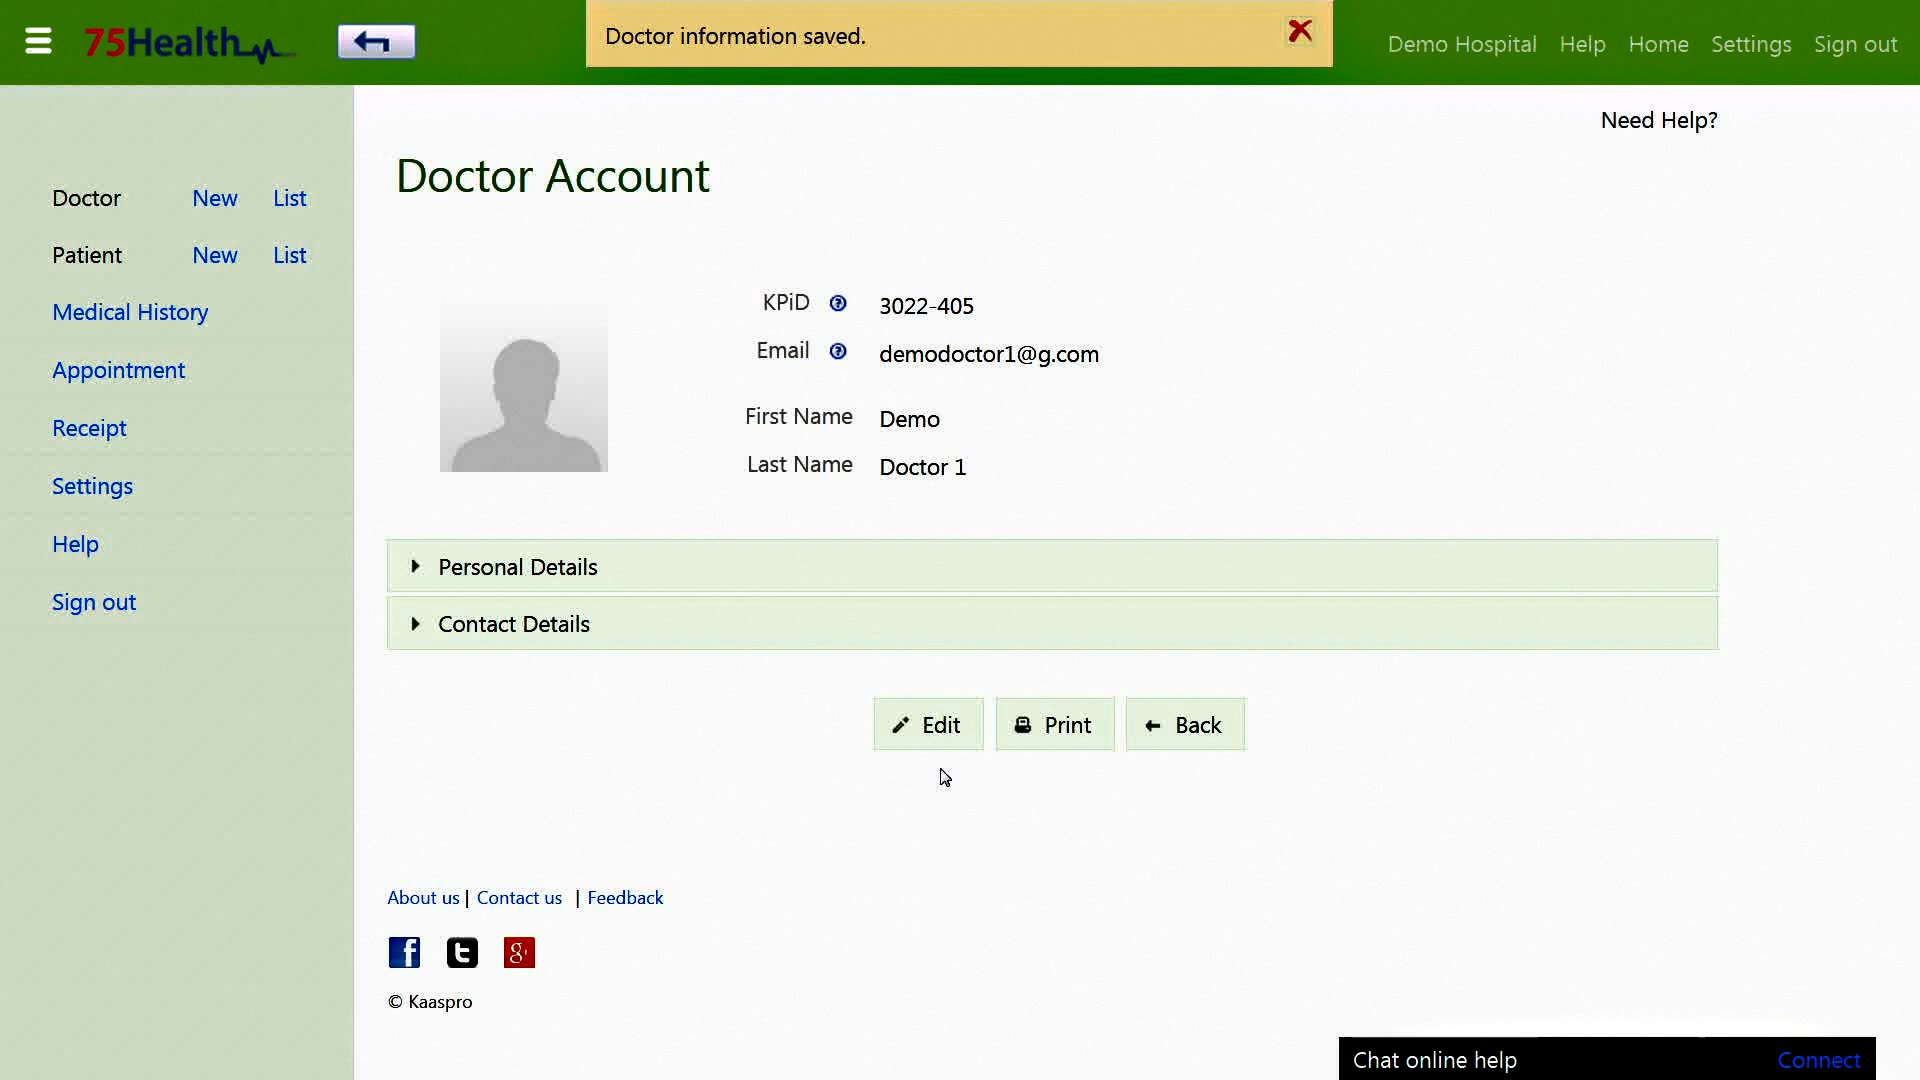 75Health
Doctor information saved.
Demo Hospital Help Home Settings Sign out
Need Help?
Doctor Account
Doctor New List
Patient New List
Medical History
Appointment
Receipt
Settings
Help
Sign out
KPiD 3022-405
Email demodoctor1@g.com
First Name Demo
Last Name Doctor 1
Personal Details
Contact Details
Edit Print Back
About us | Contact us | Feedback
© Kaaspro
Chat online help Connect